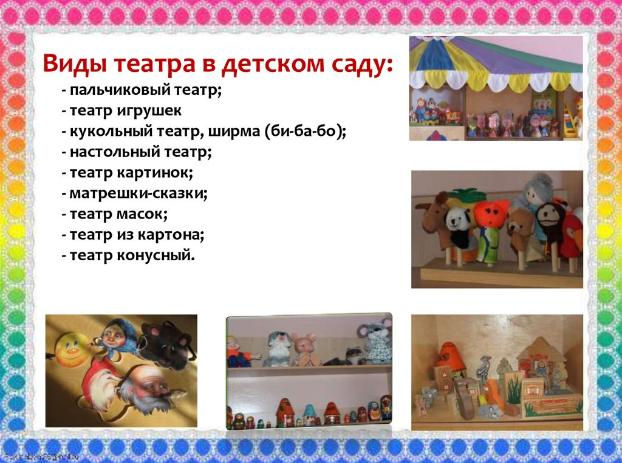 Виды театра в детском саду:
- пальчиковый театр;
- театр игрушек
- кукольный театр, ширма (би-ба-бо);
- настольный театр;
- театр картинок;
- матрешки-сказки;
- театр масок;
- театр из картона;
- театр конусный.